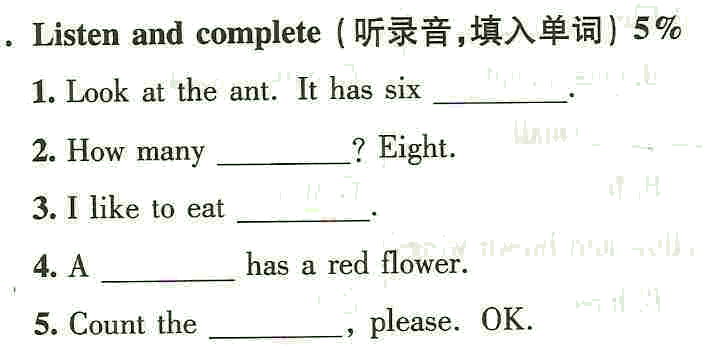 . Listen and complete (听录音,填入单词) 5%
1. Look at the ant. It has six ________.
2. How many ________? Eight.
3. I like to eat ________.
4. A ________ has a red flower.
5. Count the ________, please. OK.